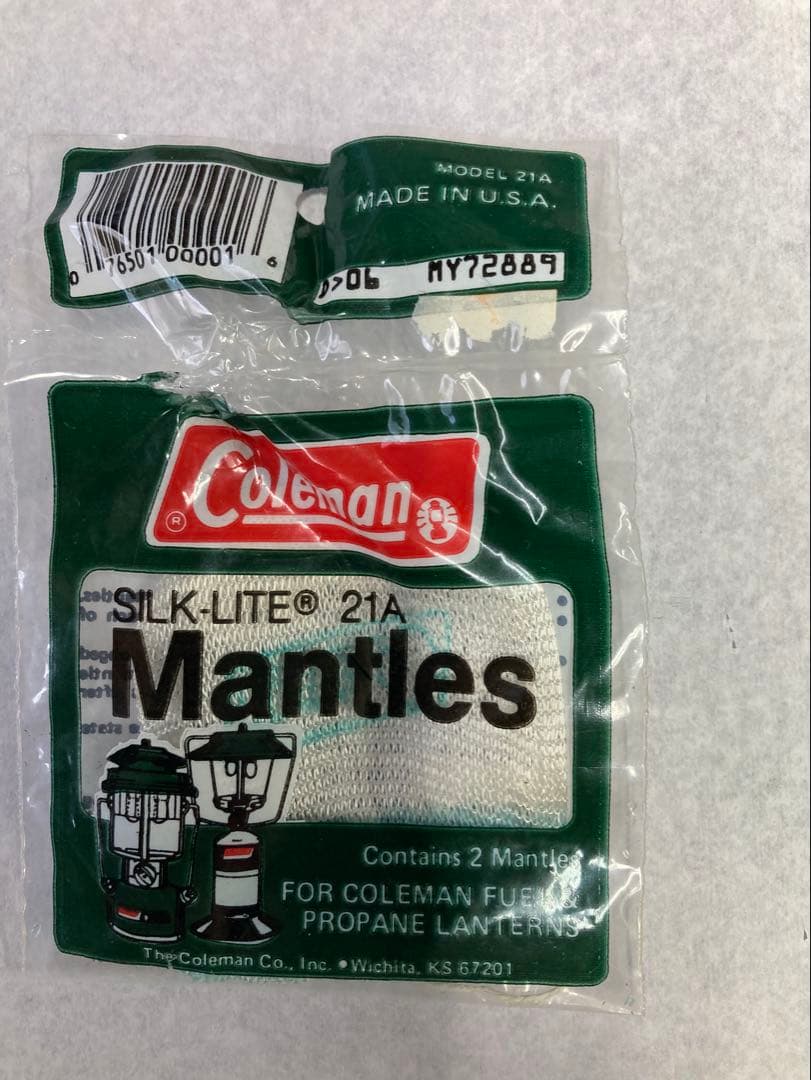 MODEL 21A
MADE IN U.S.A.
0 76501 00001 6
D>06 MY72889
® Coleman
SILK-LITE® 21A
Mantles
Contains 2 Mantles
FOR COLEMAN FUEL &
PROPANE LANTERNS
The Coleman Co., Inc. • Wichita, KS 67201